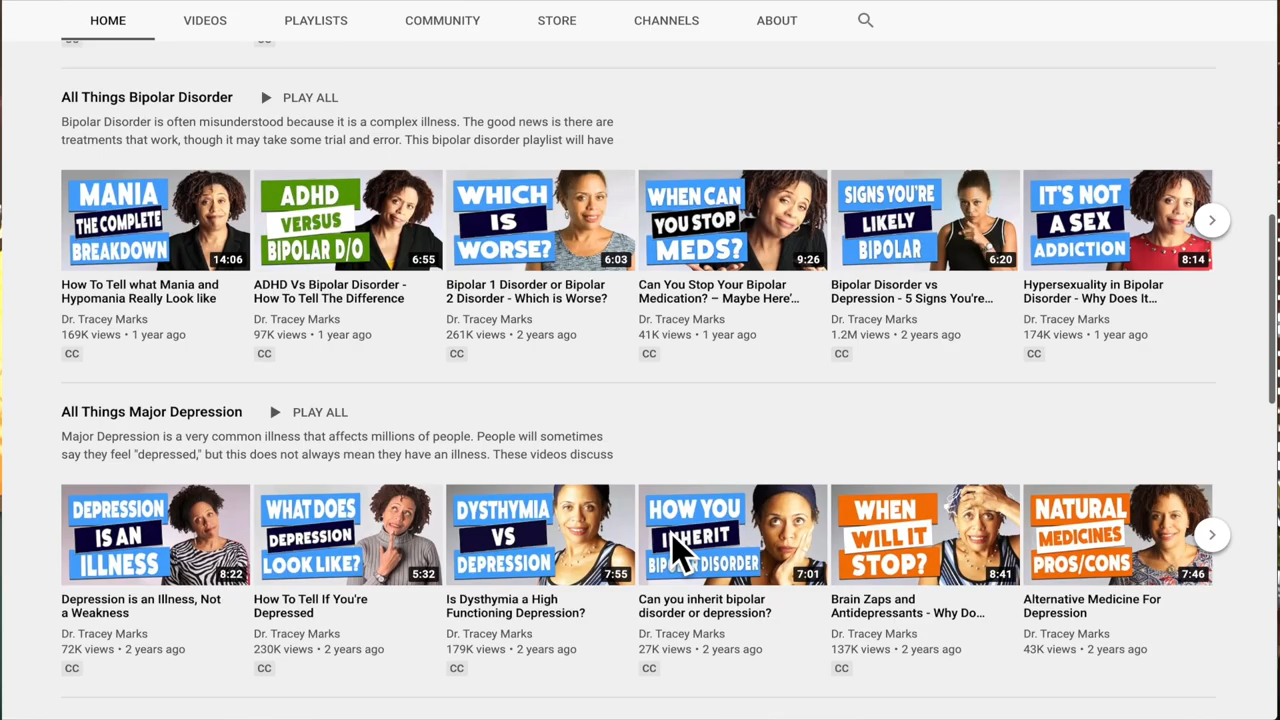 HOME VIDEOS PLAYLISTS COMMUNITY STORE CHANNELS ABOUT
All Things Bipolar Disorder PLAY ALL
Bipolar Disorder is often misunderstood because it is a complex illness. The good news is there are
treatments that work, though it may take some trial and error. This bipolar disorder playlist will have
MANIA
THE COMPLETE
BREAKDOWN
14:06
How To Tell what Mania and
Hypomania Really Look like
Dr. Tracey Marks
169K views • 1 year ago
CC
ADHD
VERSUS
BIPOLAR D/O
6:55
ADHD Vs Bipolar Disorder -
How To Tell The Difference
Dr. Tracey Marks
97K views • 1 year ago
CC
WHICH
IS
WORSE?
6:03
Bipolar 1 Disorder or Bipolar
2 Disorder - Which is Worse?
Dr. Tracey Marks
261K views • 2 years ago
CC
WHEN CAN
YOU STOP
MEDS?
9:26
Can You Stop Your Bipolar
Medication? – Maybe Here'...
Dr. Tracey Marks
41K views • 1 year ago
CC
SIGNS YOU'RE
LIKELY
BIPOLAR
6:20
Bipolar Disorder vs
Depression - 5 Signs You're...
Dr. Tracey Marks
1.2M views • 2 years ago
CC
IT'S NOT
A SEX
ADDICTION
8:14
Hypersexuality in Bipolar
Disorder - Why Does It...
Dr. Tracey Marks
174K views • 1 year ago
CC
All Things Major Depression PLAY ALL
Major Depression is a very common illness that affects millions of people. People will sometimes
say they feel "depressed," but this does not always mean they have an illness. These videos discuss
DEPRESSION
IS AN
ILLNESS
8:22
Depression is an Illness, Not
a Weakness
Dr. Tracey Marks
72K views • 2 years ago
CC
WHAT DOES
DEPRESSION
LOOK LIKE?
5:32
How To Tell If You're
Depressed
Dr. Tracey Marks
230K views • 2 years ago
CC
DYSTHYMIA
VS
DEPRESSION
7:55
Is Dysthymia a High
Functioning Depression?
Dr. Tracey Marks
179K views • 2 years ago
CC
HOW YOU
INHERIT
BIPOLAR DISORDER
7:01
Can you inherit bipolar
disorder or depression?
Dr. Tracey Marks
27K views • 2 years ago
CC
WHEN
WILL IT
STOP?
8:41
Brain Zaps and
Antidepressants - Why Do...
Dr. Tracey Marks
137K views • 2 years ago
CC
NATURAL
MEDICINES
PROS/CONS
7:46
Alternative Medicine For
Depression
Dr. Tracey Marks
43K views • 2 years ago